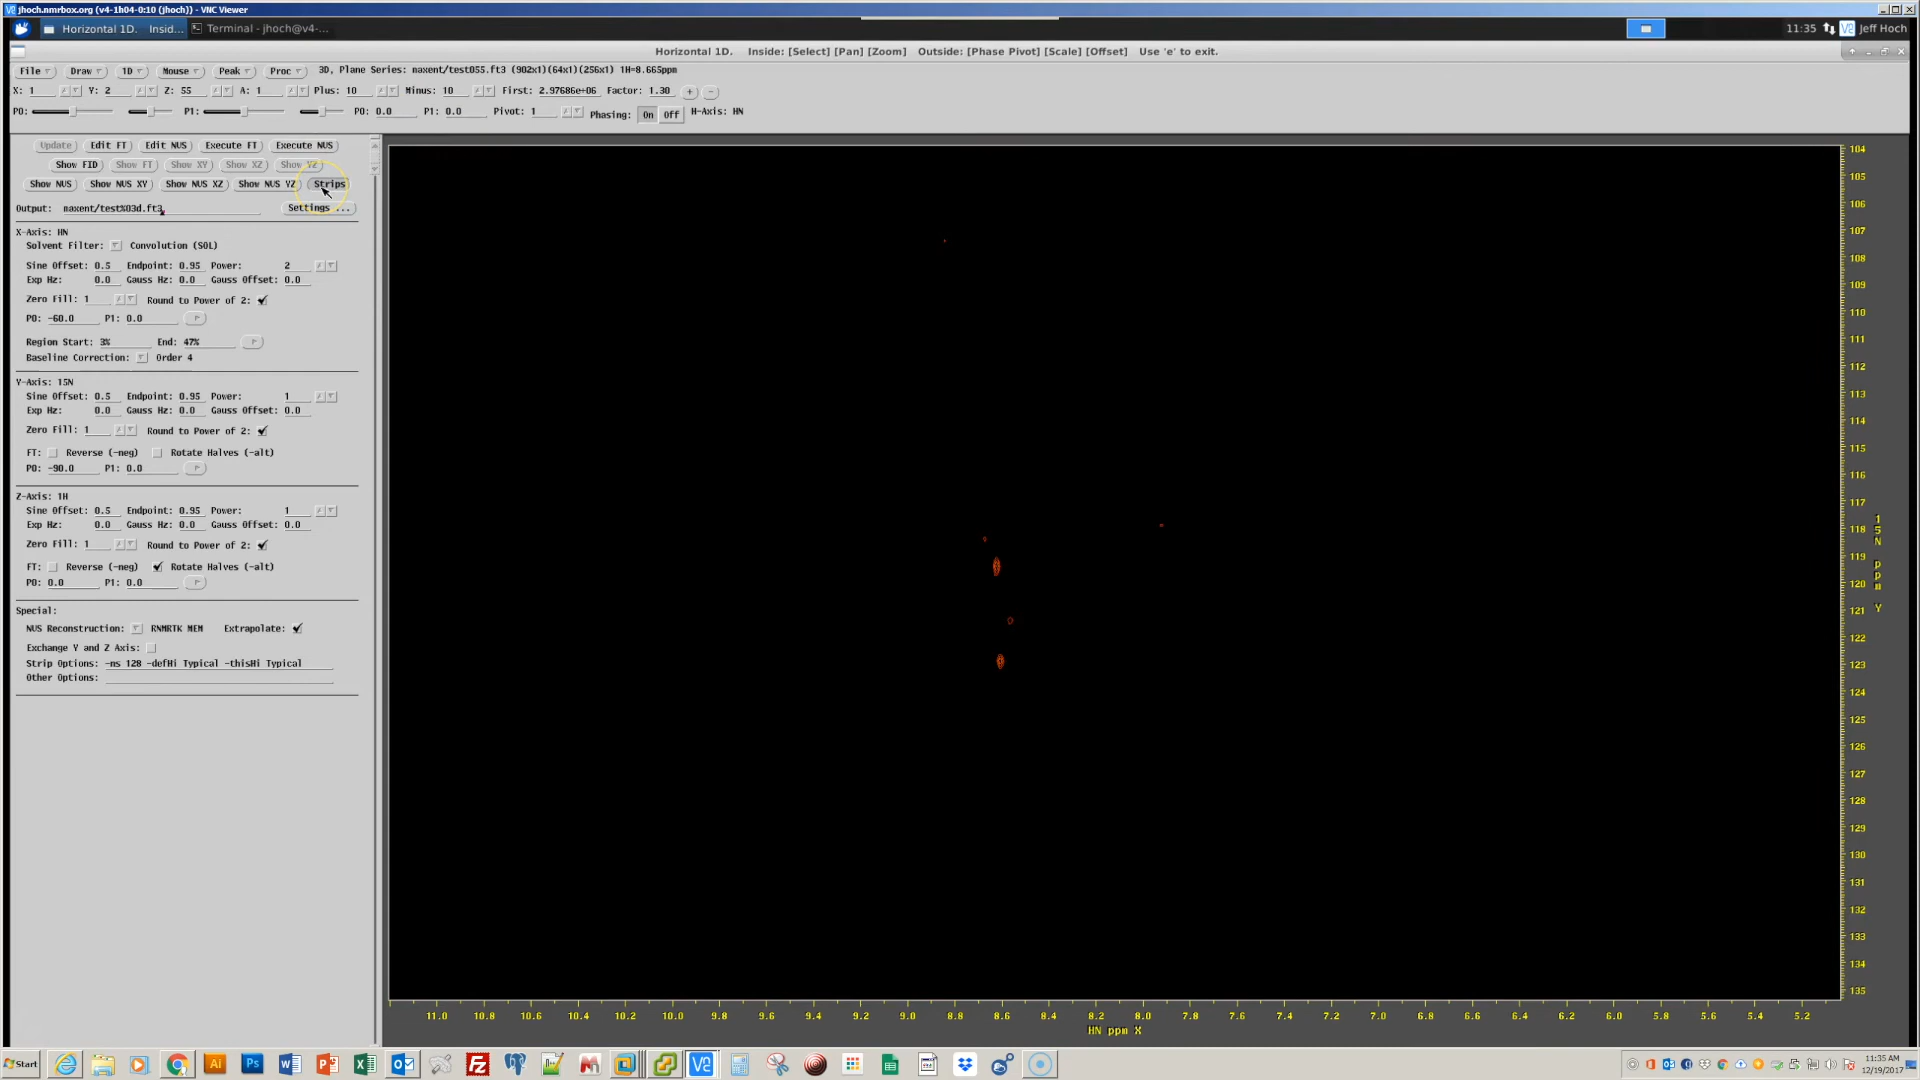 jhoch.nmrbox.org (v4-1h04-0:10 (jhoch)) - VNC Viewer
Horizontal 1D. Insid... Terminal - jhoch@v4-... 11:35 Jeff Hoch
Horizontal 1D. Inside: [Select] [Pan] [Zoom] Outside: [Phase Pivot] [Scale] [Offset] Use 'e' to exit.
File Draw 1D Mouse Peak Proc 3D, Plane Series: maxent/test055.ft3 (902x1)(64x1)(256x1) 1H=8.665ppm
X: 1 Y: 2 Z: 55 A: 1 Plus: 10 Minus: 10 First: 2.97686e+06 Factor: 1.30 + -
P0: P1: P0: 0.0 P1: 0.0 Pivot: 1 Phasing: On Off H-Axis: HN
Update Edit FT Edit NUS Execute FT Execute NUS
Show FID Show FT Show XY Show XZ Show YZ
Show NUS Show NUS XY Show NUS XZ Show NUS YZ Strips
Output: maxent/test%03d.ft3 Settings ...
X-Axis: HN
Solvent Filter: Convolution (SOL)
Sine Offset: 0.5 Endpoint: 0.95 Power: 2
Exp Hz: 0.0 Gauss Hz: 0.0 Gauss Offset: 0.0
Zero Fill: 1 Round to Power of 2:
P0: -60.0 P1: 0.0
Region Start: 3% End: 47%
Baseline Correction: Order 4
Y-Axis: 15N
Sine Offset: 0.5 Endpoint: 0.95 Power: 1
Exp Hz: 0.0 Gauss Hz: 0.0 Gauss Offset: 0.0
Zero Fill: 1 Round to Power of 2:
FT: Reverse (-neg) Rotate Halves (-alt)
P0: -90.0 P1: 0.0
Z-Axis: 1H
Sine Offset: 0.5 Endpoint: 0.95 Power: 1
Exp Hz: 0.0 Gauss Hz: 0.0 Gauss Offset: 0.0
Zero Fill: 1 Round to Power of 2:
FT: Reverse (-neg) Rotate Halves (-alt)
P0: 0.0 P1: 0.0
Special:
NUS Reconstruction: RNMRTK MEM Extrapolate:
Exchange Y and Z Axis:
Strip Options: -ns 128 -defHi Typical -thisHi Typical
Other Options:
104
105
106
107
108
109
110
111
112
113
114
115
116
117
118
119
120
121
122
123
124
125
126
127
128
129
130
131
132
133
134
135
15N ppm Y
11.0 10.8 10.6 10.4 10.2 10.0 9.8 9.6 9.4 9.2 9.0 8.8 8.6 8.4 8.2 8.0 7.8 7.6 7.4 7.2 7.0 6.8 6.6 6.4 6.2 6.0 5.8 5.6 5.4 5.2
HN ppm X
Start
11:35 AM
12/19/2017